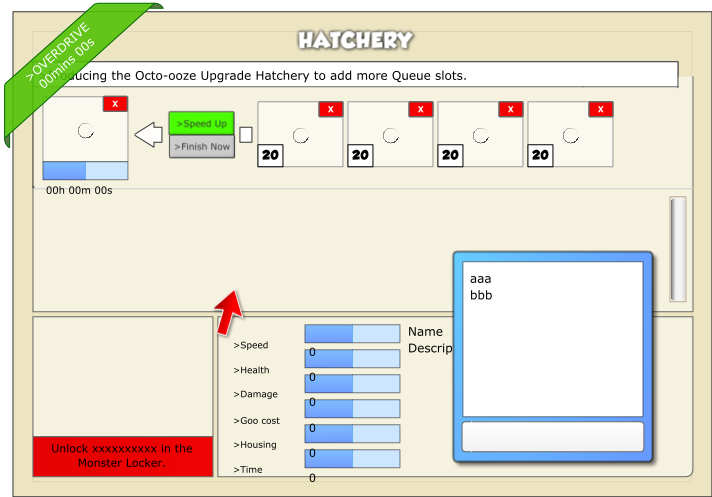 HATCHERY
>OVERDRIVE
00mins 00s
ducing the Octo-ooze Upgrade Hatchery to add more Queue slots.
X
X
X
X
X
>Speed Up
>Finish Now
20
20
20
20
00h 00m 00s
aaa
bbb
>Speed
0
>Health
0
>Damage
0
>Goo cost
0
>Housing
0
>Time
0
Name
Descrip
Unlock xxxxxxxxxx in the
Monster Locker.